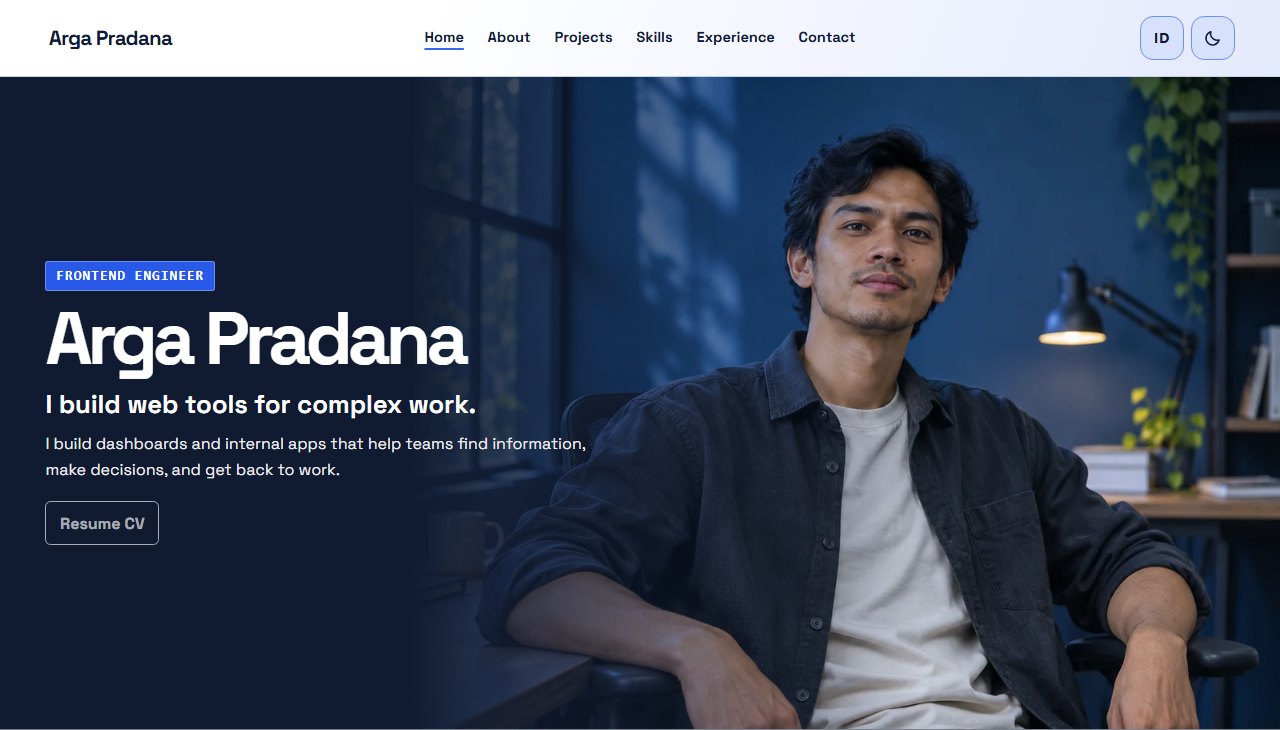 Arga Pradana
Home About Projects Skills Experience Contact
ID
FRONTEND ENGINEER
Arga Pradana
I build web tools for complex work.
I build dashboards and internal apps that help teams find information,
make decisions, and get back to work.
Resume CV